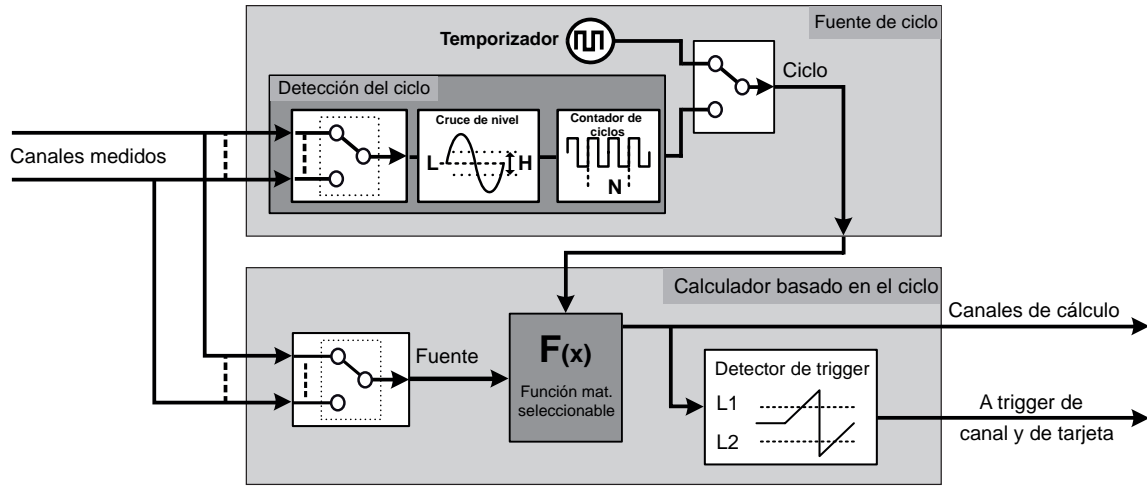 Fuente de ciclo
Temporizador
Ciclo
Detección del ciclo
Canales medidos
Cruce de nivel
L
H
Contador de
ciclos
N
Calculador basado en el ciclo
Fuente
F(x)
Función mat.
seleccionable
Canales de cálculo
Detector de trigger
L1
L2
A trigger de
canal y de tarjeta